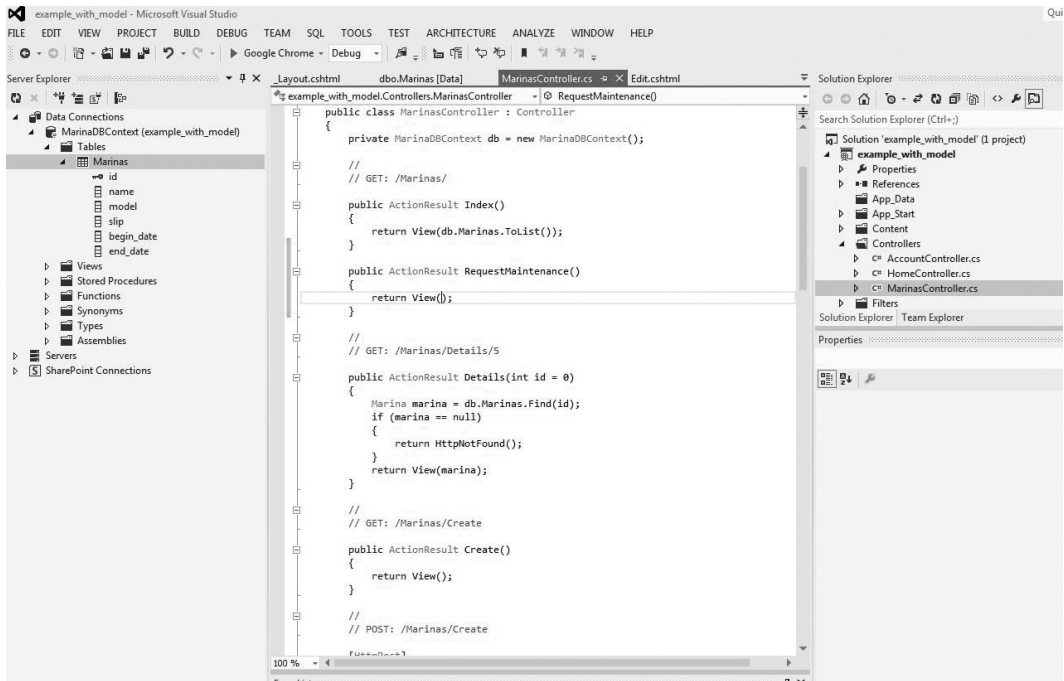 example_with_model - Microsoft Visual Studio
Qui
FILE EDIT VIEW PROJECT BUILD DEBUG TEAM SQL TOOLS TEST ARCHITECTURE ANALYZE WINDOW HELP
Google Chrome Debug
Server Explorer
Data Connections
MarinaDBContext (example_with_model)
Tables
Marinas
id
name
model
slip
begin_date
end_date
Views
Stored Procedures
Functions
Synonyms
Types
Assemblies
Servers
SharePoint Connections
_Layout.cshtml dbo.Marinas [Data] MarinasController.cs Edit.cshtml
example_with_model.Controllers.MarinasController RequestMaintenance()
public class MarinasController : Controller
{
private MarinaDBContext db = new MarinaDBContext();
//
// GET: /Marinas/
public ActionResult Index()
{
return View(db.Marinas.ToList());
}
public ActionResult RequestMaintenance()
{
return View();
}
//
// GET: /Marinas/Details/5
public ActionResult Details(int id = 0)
{
Marina marina = db.Marinas.Find(id);
if (marina == null)
{
return HttpNotFound();
}
return View(marina);
}
//
// GET: /Marinas/Create
public ActionResult Create()
{
return View();
}
//
// POST: /Marinas/Create
100 %
Solution Explorer
Search Solution Explorer (Ctrl+;)
Solution 'example_with_model' (1 project)
example_with_model
Properties
References
App_Data
App_Start
Content
Controllers
C# AccountController.cs
C# HomeController.cs
C# MarinasController.cs
Filters
Solution Explorer Team Explorer
Properties